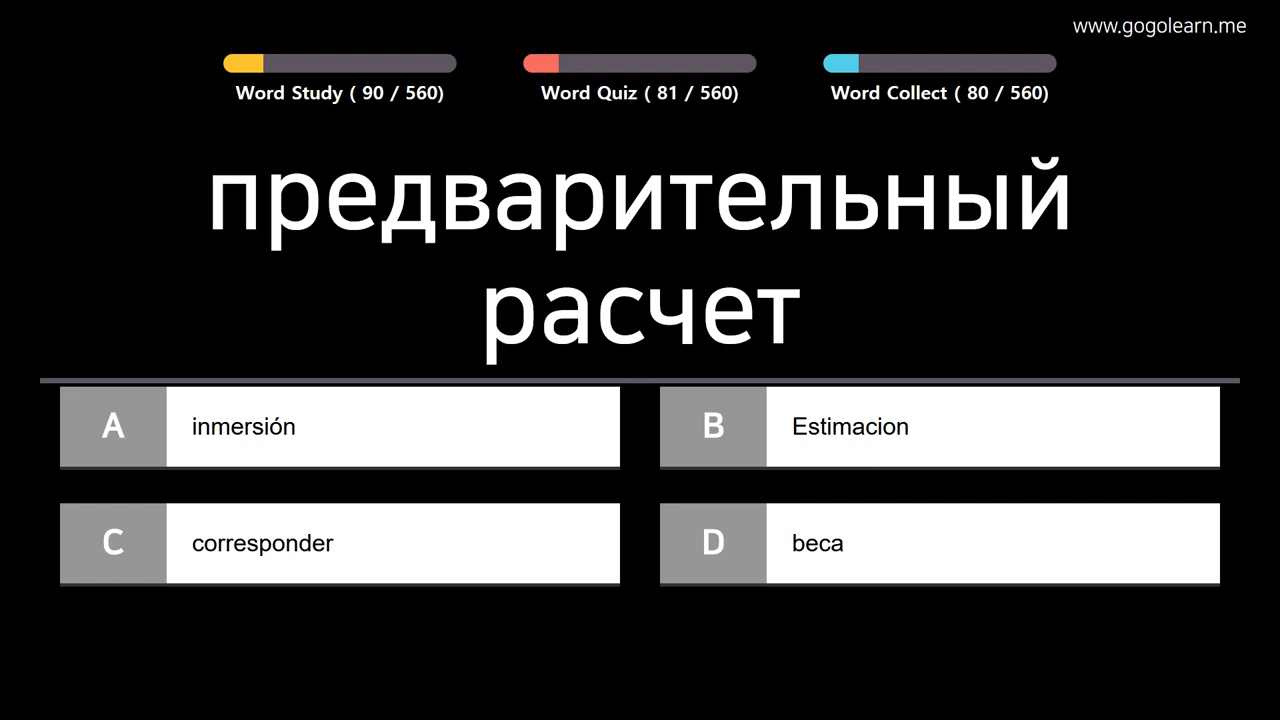 www.gogolearn.me
Word Study ( 90 / 560)
Word Quiz ( 81 / 560)
Word Collect ( 80 / 560)
предварительный
расчет
A inmersión
B Estimacion
C corresponder
D beca